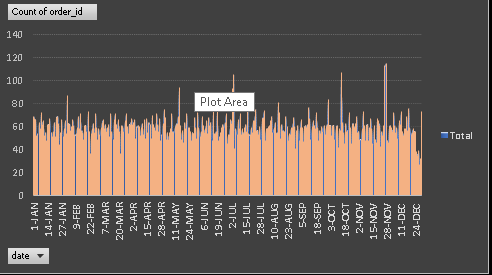 Count of order_id
140
120
100
80
60
40
20
0
Plot Area
Total
1-JAN
14-JAN
27-JAN
9-FEB
22-FEB
7-MAR
20-MAR
2-APR
15-APR
28-APR
11-MAY
24-MAY
6-JUN
19-JUN
2-JUL
15-JUL
28-JUL
10-AUG
23-AUG
5-SEP
18-SEP
3-OCT
18-OCT
2-NOV
15-NOV
28-NOV
11-DEC
24-DEC
date